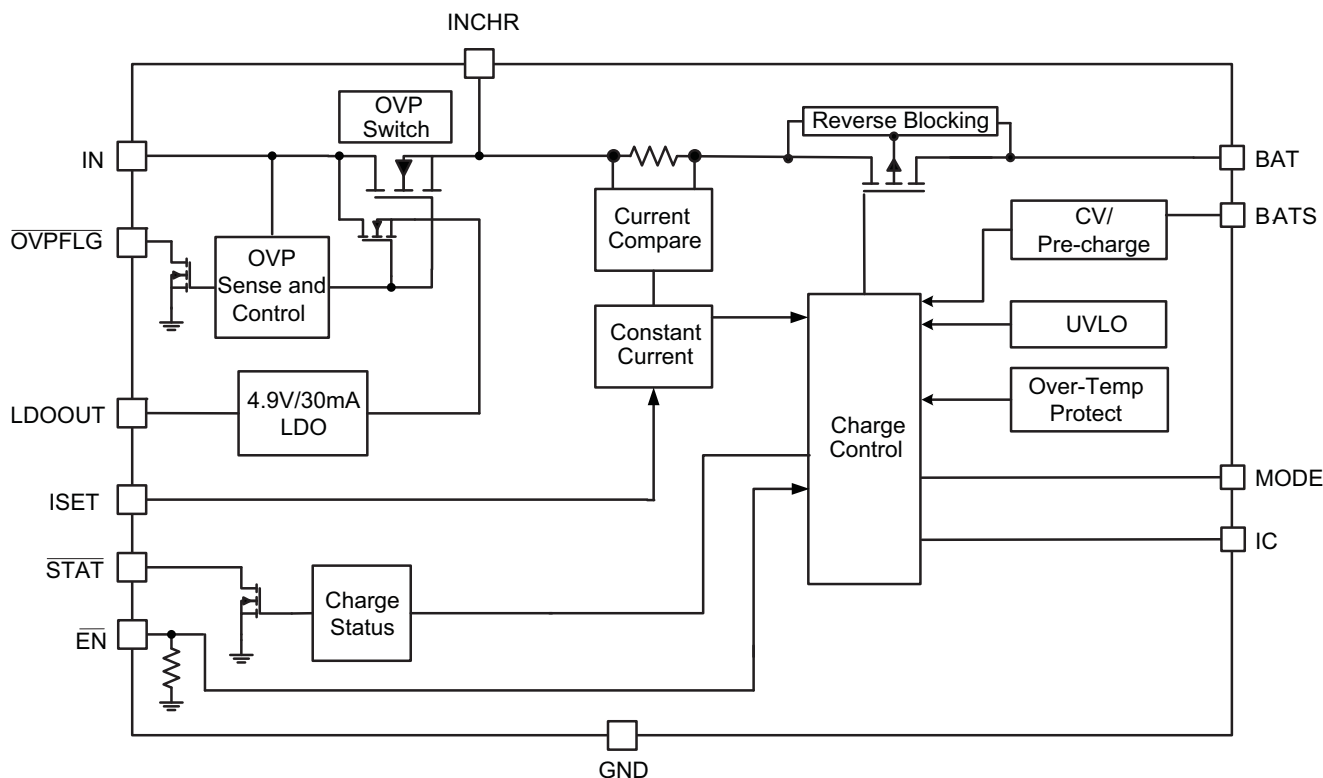 INCHR
OVP
Switch
Reverse Blocking
IN
BAT
OVPFLG
Current
Compare
CV/
Pre-charge
BATS
OVP
Sense and
Control
Constant
Current
UVLO
LDOOUT
4.9V/30mA
LDO
Over-Temp
Protect
Charge
Control
ISET
MODE
STAT
IC
Charge
Status
EN
GND